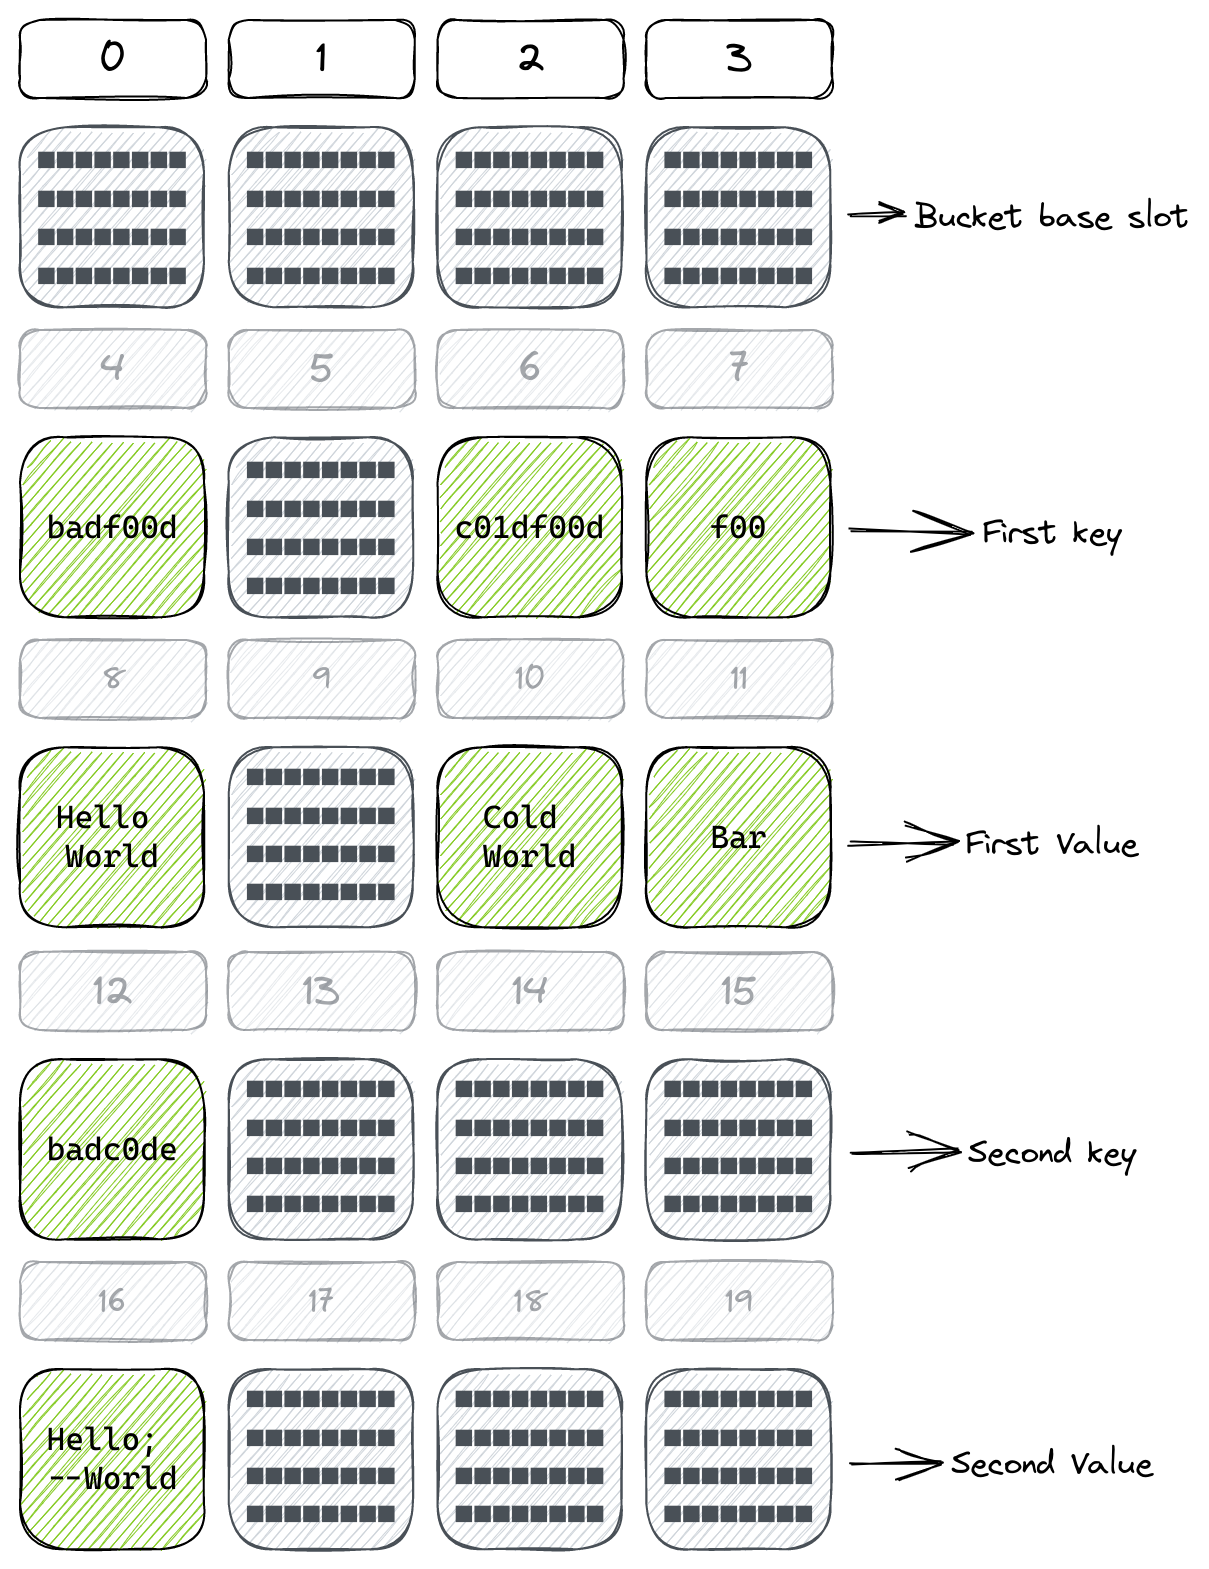 0 1 2 3
Bucket base slot
4 5 6 7
badf00d c01df00d f00
First key
8 9 10 11
Hello
World
Cold
World
Bar
First Value
12 13 14 15
badc0de
Second key
16 17 18 19
Hello;
--World
Second Value